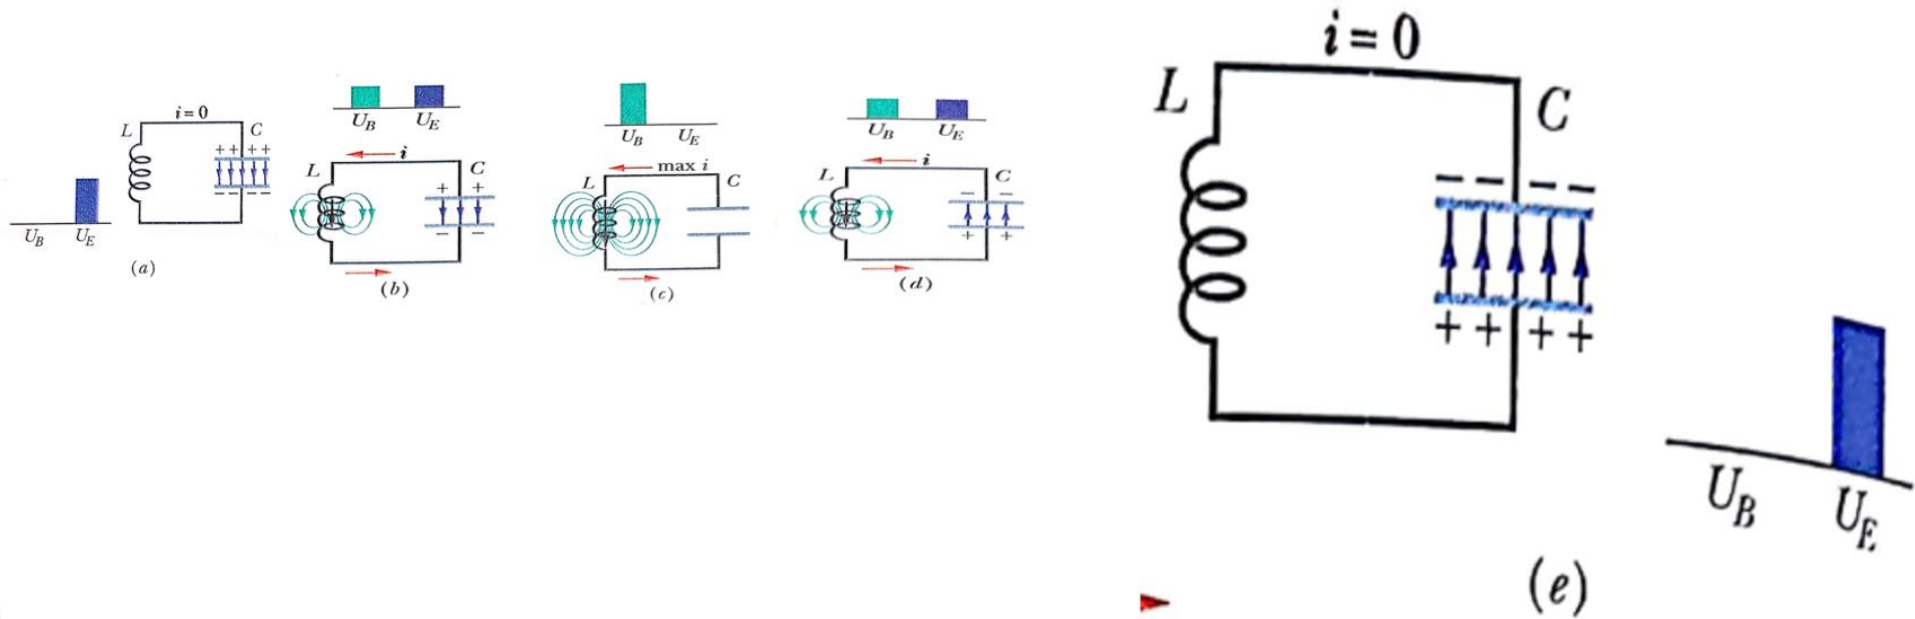 i = 0
L
C
+ + + +
− − − −
U_B U_E
(a)
U_B U_E
i
L
C
+ +
− −
(b)
U_B U_E
max i
L
C
(c)
U_B U_E
i
L
C
− −
+ +
(d)
i = 0
L
C
− − − −
+ + + +
U_B U_E
(e)